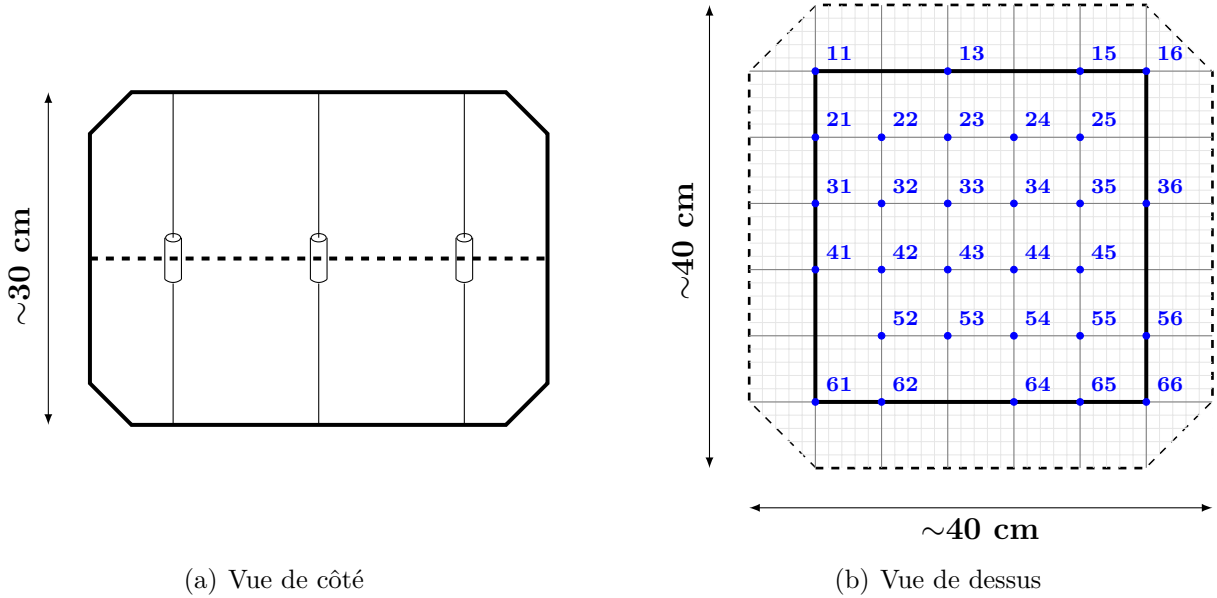 ~30 cm
(a) Vue de côté
~40 cm
11 13 15 16
21 22 23 24 25
31 32 33 34 35 36
41 42 43 44 45
52 53 54 55 56
61 62 64 65 66
~40 cm
(b) Vue de dessus